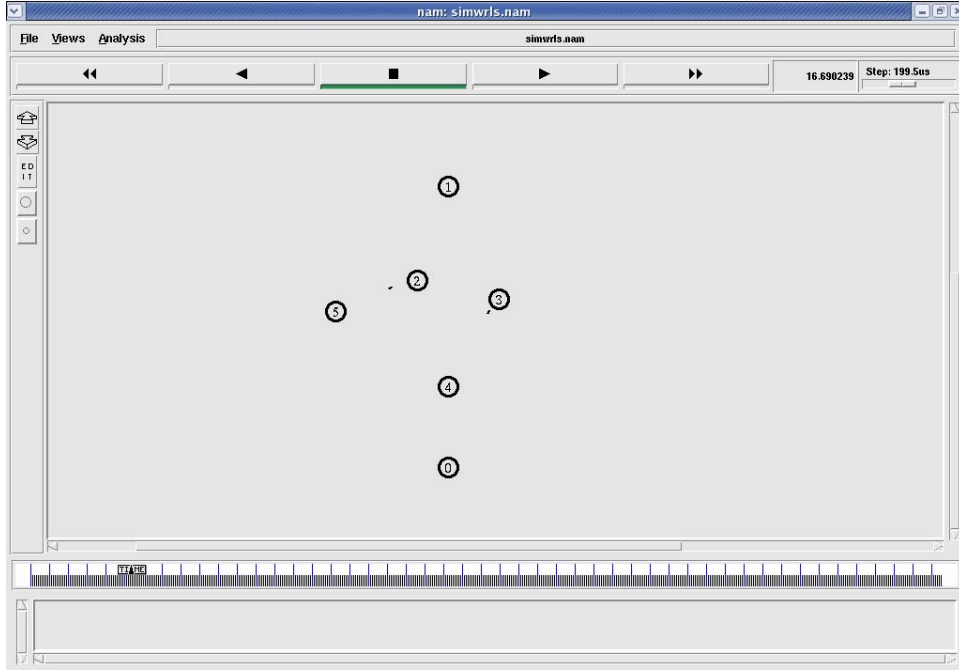 nam: simwrls.nam
File Views Analysis simwrls.nam
16.690239 Step: 199.5us
E D
I T
1
2
3
5
4
0
TIME